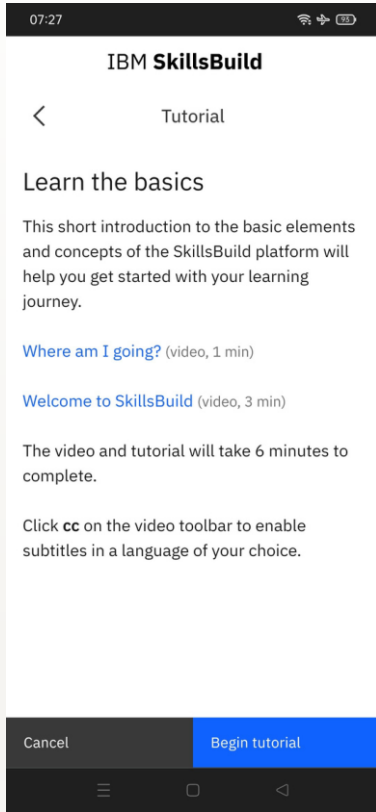 07:27
93
IBM SkillsBuild
Tutorial
Learn the basics
This short introduction to the basic elements
and concepts of the SkillsBuild platform will
help you get started with your learning
journey.
Where am I going? (video, 1 min)
Welcome to SkillsBuild (video, 3 min)
The video and tutorial will take 6 minutes to
complete.
Click cc on the video toolbar to enable
subtitles in a language of your choice.
Cancel
Begin tutorial